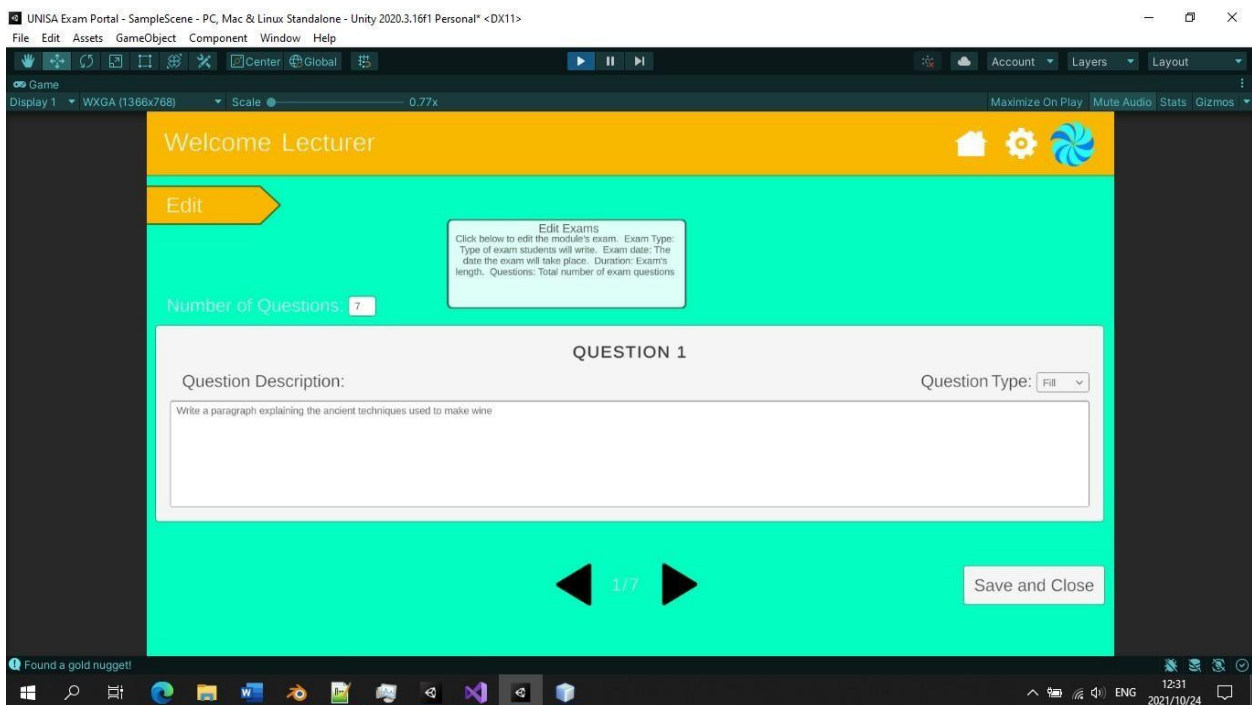 UNISA Exam Portal - SampleScene - PC, Mac & Linux Standalone - Unity 2020.3.16f1 Personal* <DX11>
File Edit Assets GameObject Component Window Help
Center Global Account Layers Layout
Game
Display 1 WXGA (1366x768) Scale 0.77x Maximize On Play Mute Audio Stats Gizmos
Welcome Lecturer
Edit
Edit Exams
Click below to edit the module's exam. Exam Type:
Type of exam students will write. Exam date: The
date the exam will take place. Duration: Exam's
length. Questions: Total number of exam questions
Number of Questions: 7
QUESTION 1
Question Description: Question Type: Fill
Write a paragraph explaining the ancient techniques used to make wine
1/7
Save and Close
Found a gold nugget!
ENG 12:31
2021/10/24